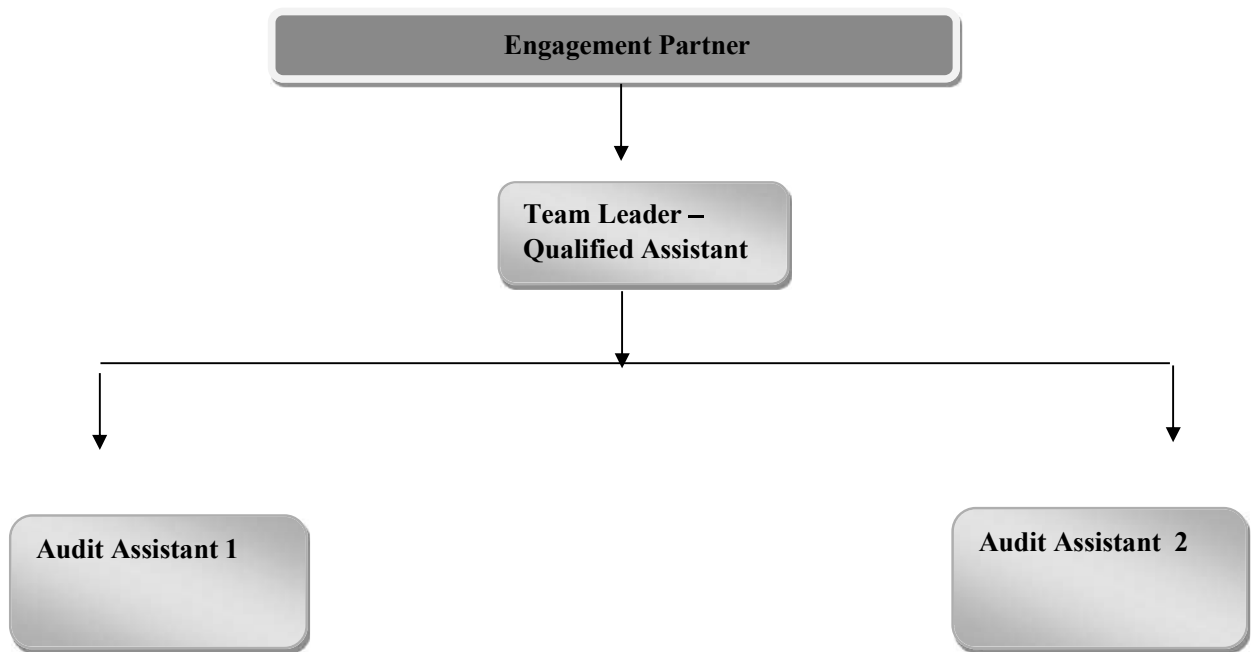 Engagement Partner
Team Leader –
Qualified Assistant
Audit Assistant 1
Audit Assistant 2